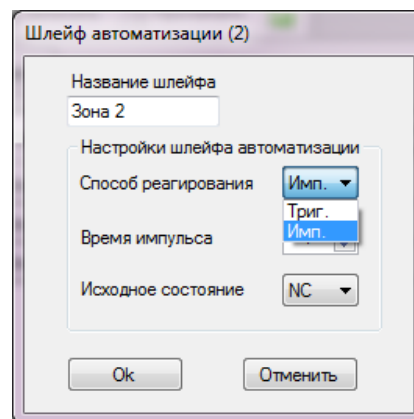 Шлейф автоматизации (2)
Название шлейфа
Зона 2
Настройки шлейфа автоматизации
Способ реагирования Имп.
Триг.
Имп.
Время импульса
Исходное состояние NC
Ok Отменить